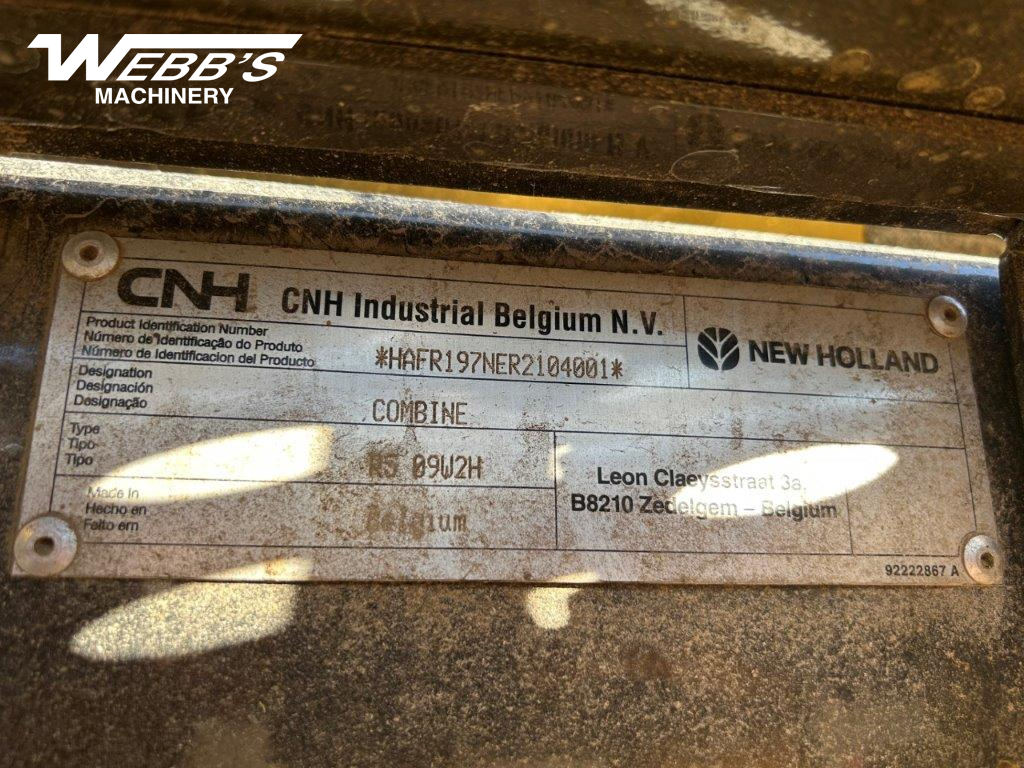 WEBB'S
MACHINERY
CNH CNH Industrial Belgium N.V.
Product Identification Number
Número de Identificação do Produto
Número de Identificacion del Producto
*HAFR197NER2104001*
NEW HOLLAND
Designation
Designación
Designação
COMBINE
Type
Tipo
Tipo
R5 09W2H
Leon Claeysstraat 3a,
B8210 Zedelgem – Belgium
Made in
Hecho en
Feito em
Belgium
92222867 A